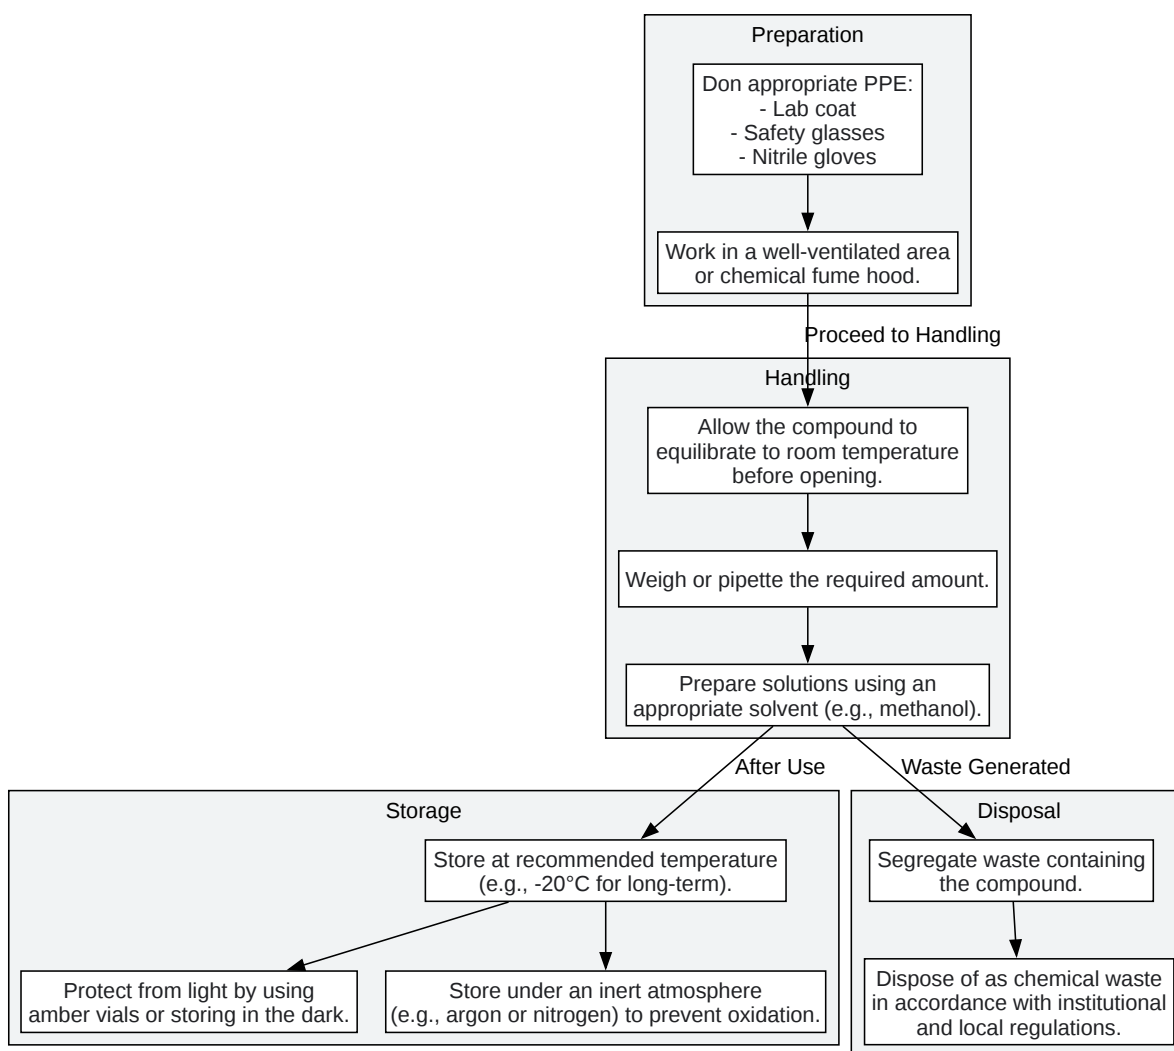 Preparation
Don appropriate PPE:
- Lab coat
- Safety glasses
- Nitrile gloves
Work in a well-ventilated area
or chemical fume hood.
Proceed to Handling
Handling
Allow the compound to
equilibrate to room temperature
before opening.
Weigh or pipette the required amount.
Prepare solutions using an
appropriate solvent (e.g., methanol).
After Use
Waste Generated
Storage
Store at recommended temperature
(e.g., -20°C for long-term).
Protect from light by using
amber vials or storing in the dark.
Store under an inert atmosphere
(e.g., argon or nitrogen) to prevent oxidation.
Disposal
Segregate waste containing
the compound.
Dispose of as chemical waste
in accordance with institutional
and local regulations.